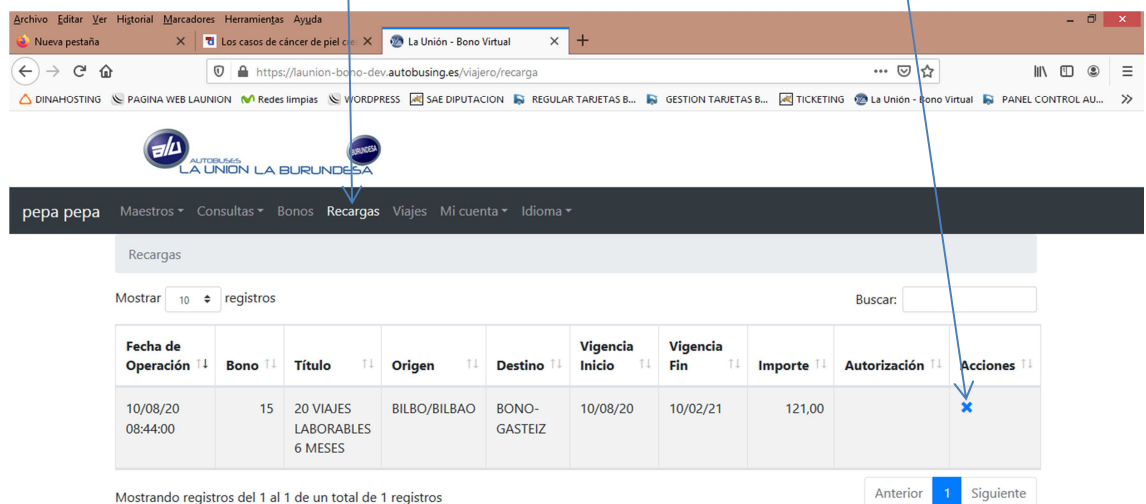 Archivo Editar Ver Historial Marcadores Herramientas Ayuda
Nueva pestaña Los casos de cáncer de piel La Unión - Bono Virtual
https://launion-bono-dev.autobusing.es/viajero/recarga
DINAHOSTING PAGINA WEB LAUNION Redes limpias WORDPRESS SAE DIPUTACION REGULAR TARJETAS B... GESTION TARJETAS B... TICKETING La Unión - Bono Virtual PANEL CONTROL AU...
alu BURUNDESA
AUTOBUSES
LA UNION LA BURUNDESA
pepa pepa Maestros Consultas Bonos Recargas Viajes Mi cuenta Idioma
Recargas
Mostrar 10 registros Buscar:
Fecha de Operación Bono Título Origen Destino Vigencia Inicio Vigencia Fin Importe Autorización Acciones
10/08/20 15 20 VIAJES BILBO/BILBAO BONO- 10/08/20 10/02/21 121,00
08:44:00 LABORABLES GASTEIZ
6 MESES
Mostrando registros del 1 al 1 de un total de 1 registros
Anterior 1 Siguiente